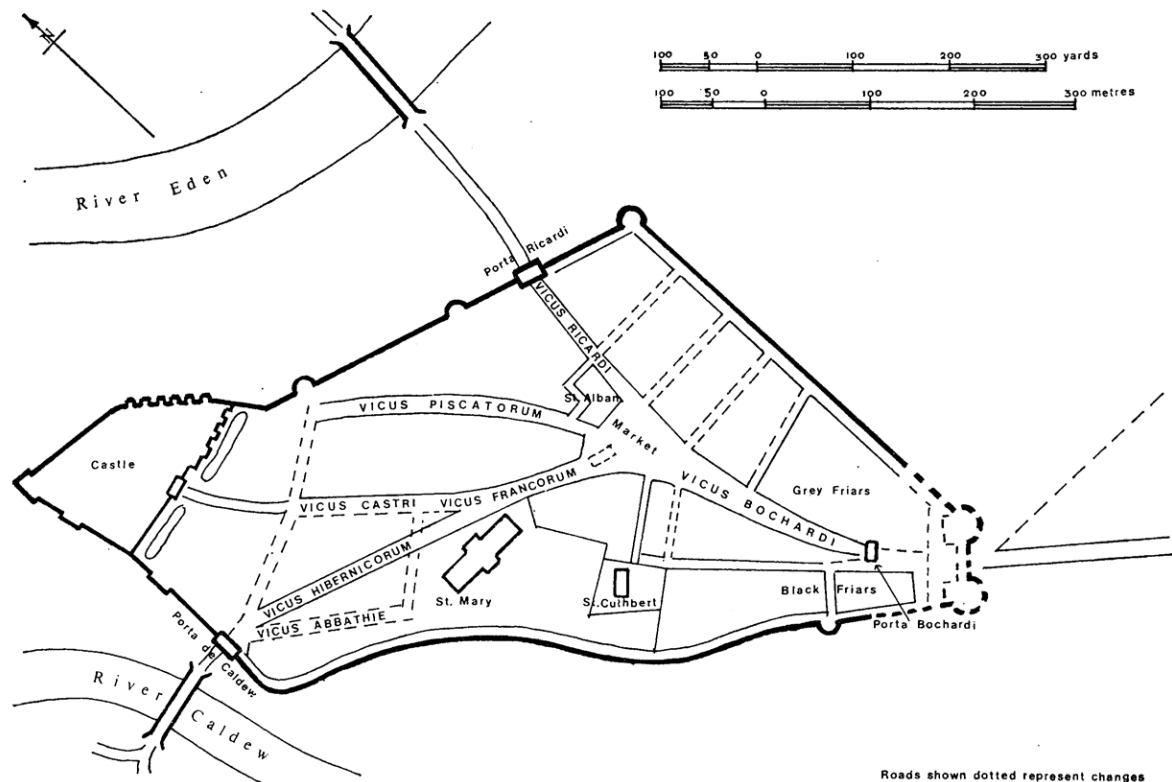 N
100 50 0 100 200 300 yards
100 50 0 100 200 300 metres
River Eden
Porta Ricardi
VICUS RICARDI
St. Alban
VICUS PISCATORUM
Market
Castle
VICUS CASTRI
VICUS FRANCORUM
VICUS BOCHARDI
Grey Friars
VICUS HIBERNICORUM
St. Mary
St. Cuthbert
Black Friars
VICUS ABBATHIE
Porta Bochardi
Porta de Caldew
River Caldew
Roads shown dotted represent changes